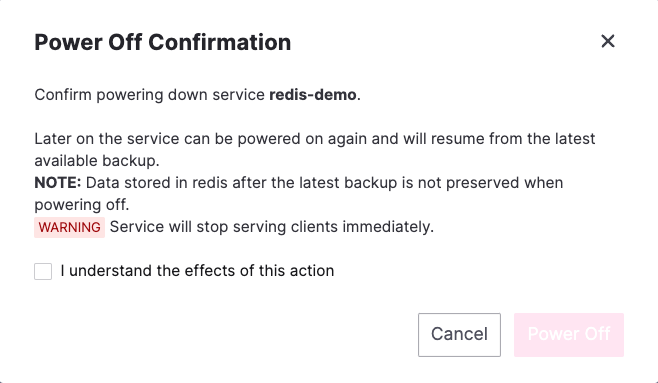 Power Off Confirmation
Confirm powering down service redis-demo.
Later on the service can be powered on again and will resume from the latest
available backup.
NOTE: Data stored in redis after the latest backup is not preserved when
powering off.
WARNING Service will stop serving clients immediately.
I understand the effects of this action
Cancel Power Off